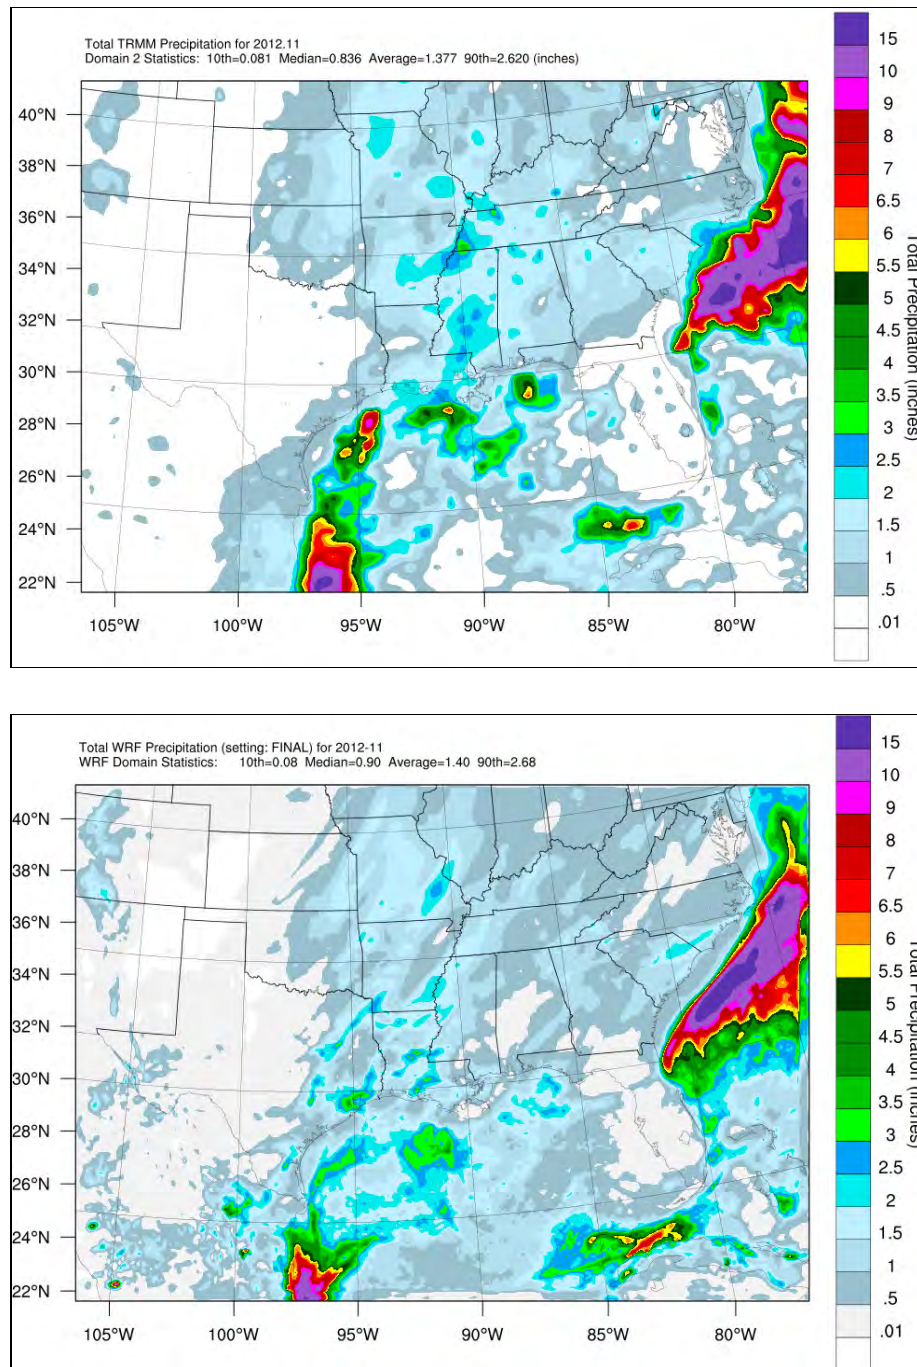 Total TRMM Precipitation for 2012.11
Domain 2 Statistics: 10th=0.081 Median=0.836 Average=1.377 90th=2.620 (inches)
40°N
38°N
36°N
34°N
32°N
30°N
28°N
26°N
24°N
22°N
105°W 100°W 95°W 90°W 85°W 80°W
15
10
9
8
7
6.5
6
5.5
5
4.5
4
3.5
3
2.5
2
1.5
1
.5
.01
Total Precipitation (inches)
Total WRF Precipitation (setting: FINAL) for 2012-11
WRF Domain Statistics: 10th=0.08 Median=0.90 Average=1.40 90th=2.68
40°N
38°N
36°N
34°N
32°N
30°N
28°N
26°N
24°N
22°N
105°W 100°W 95°W 90°W 85°W 80°W
15
10
9
8
7
6.5
6
5.5
5
4.5
4
3.5
3
2.5
2
1.5
1
.5
.01
Total Precipitation (inches)